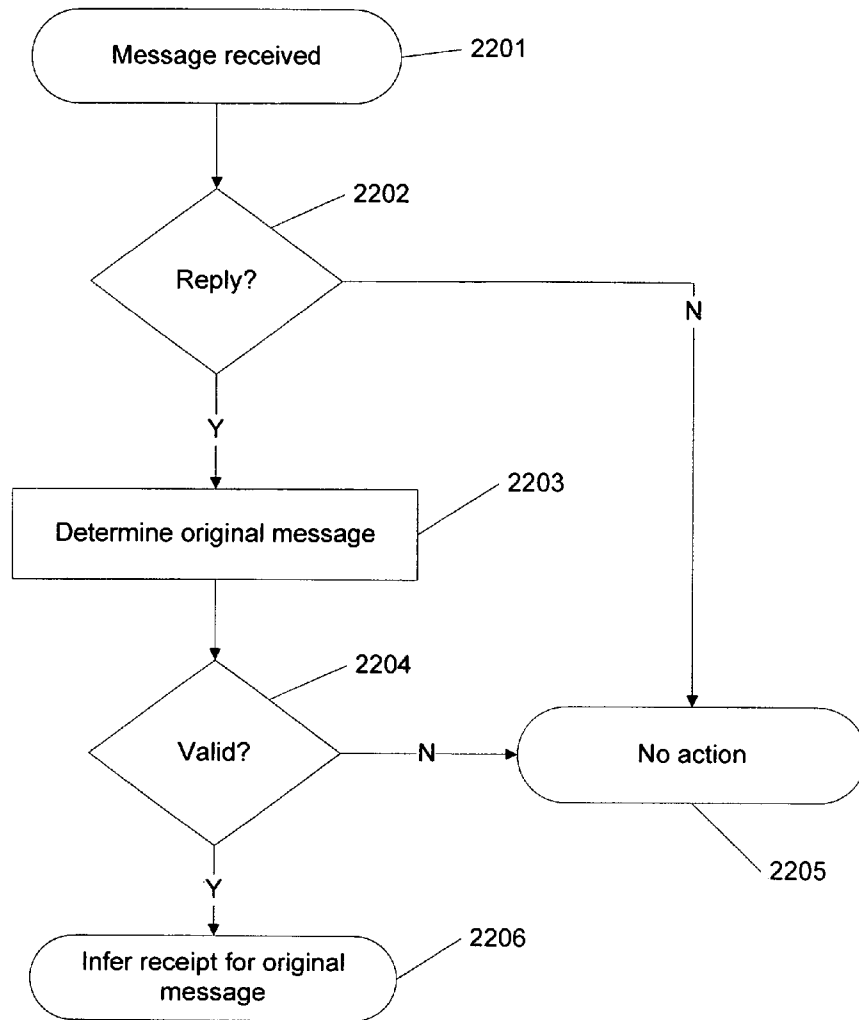 Message received
2201
2202
Reply?
N
Y
2203
Determine original message
2204
Valid?
N
No action
2205
Y
2206
Infer receipt for original
message